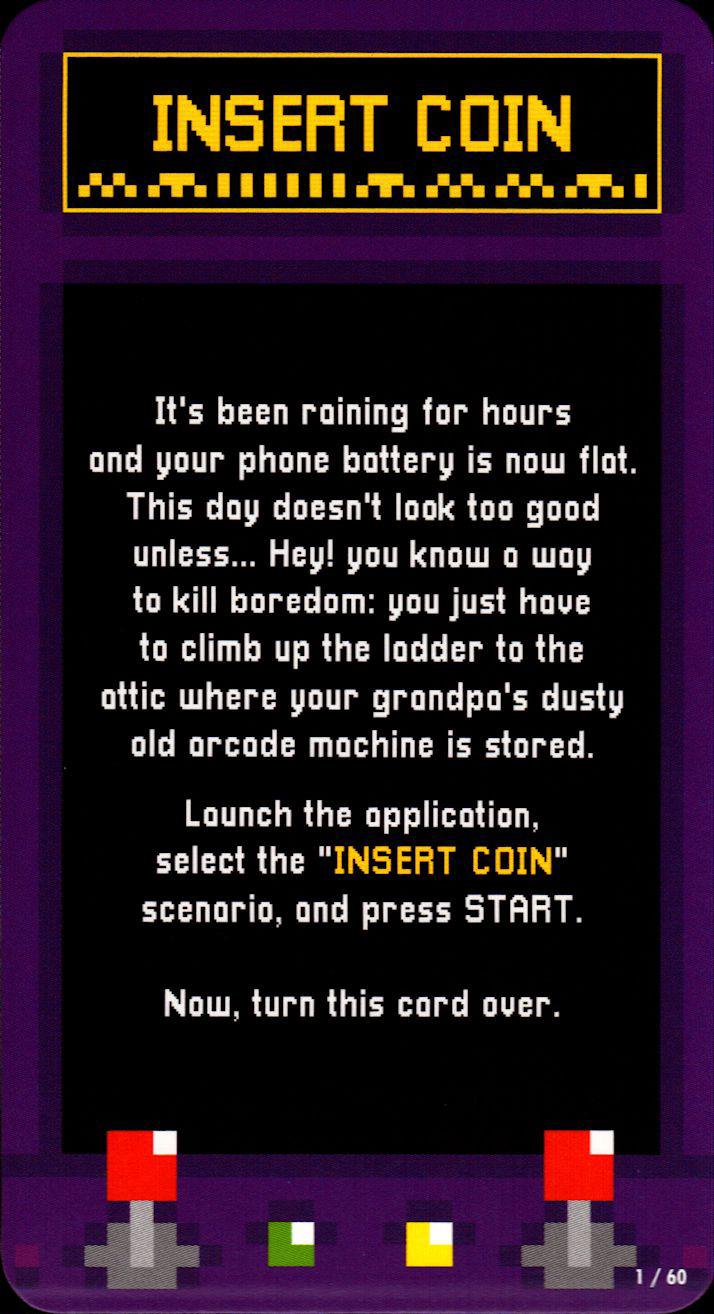 INSERT COIN
It's been raining for hours
and your phone battery is now flat.
This day doesn't look too good
unless... Hey! you know a way
to kill boredom: you just have
to climb up the ladder to the
attic where your grandpa's dusty
old arcade machine is stored.
Launch the application,
select the "INSERT COIN"
scenario, and press START.
Now, turn this card over.
1 / 60